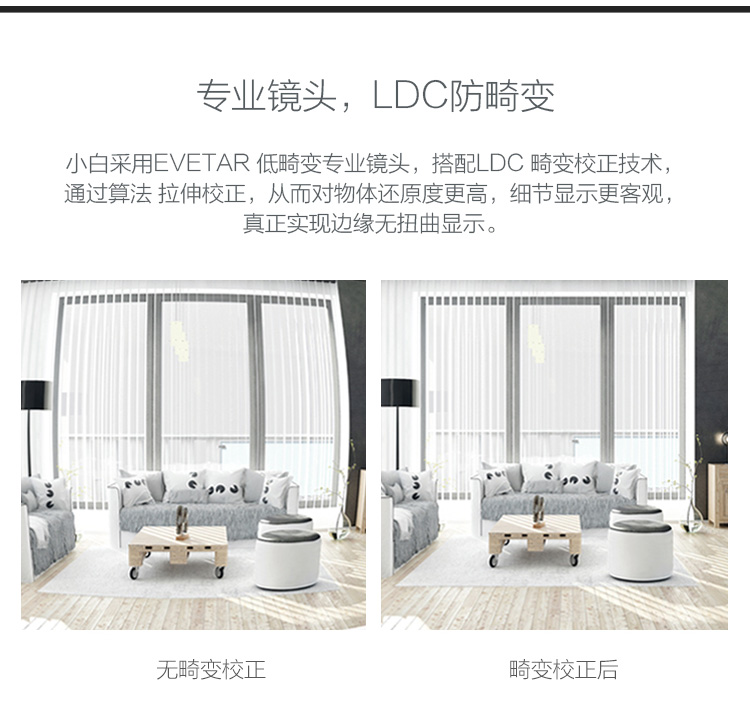 专业镜头，LDC防畸变
小白采用EVETAR 低畸变专业镜头，搭配LDC 畸变校正技术，
通过算法 拉伸校正，从而对物体还原度更高，细节显示更客观，
真正实现边缘无扭曲显示。
无畸变校正
畸变校正后